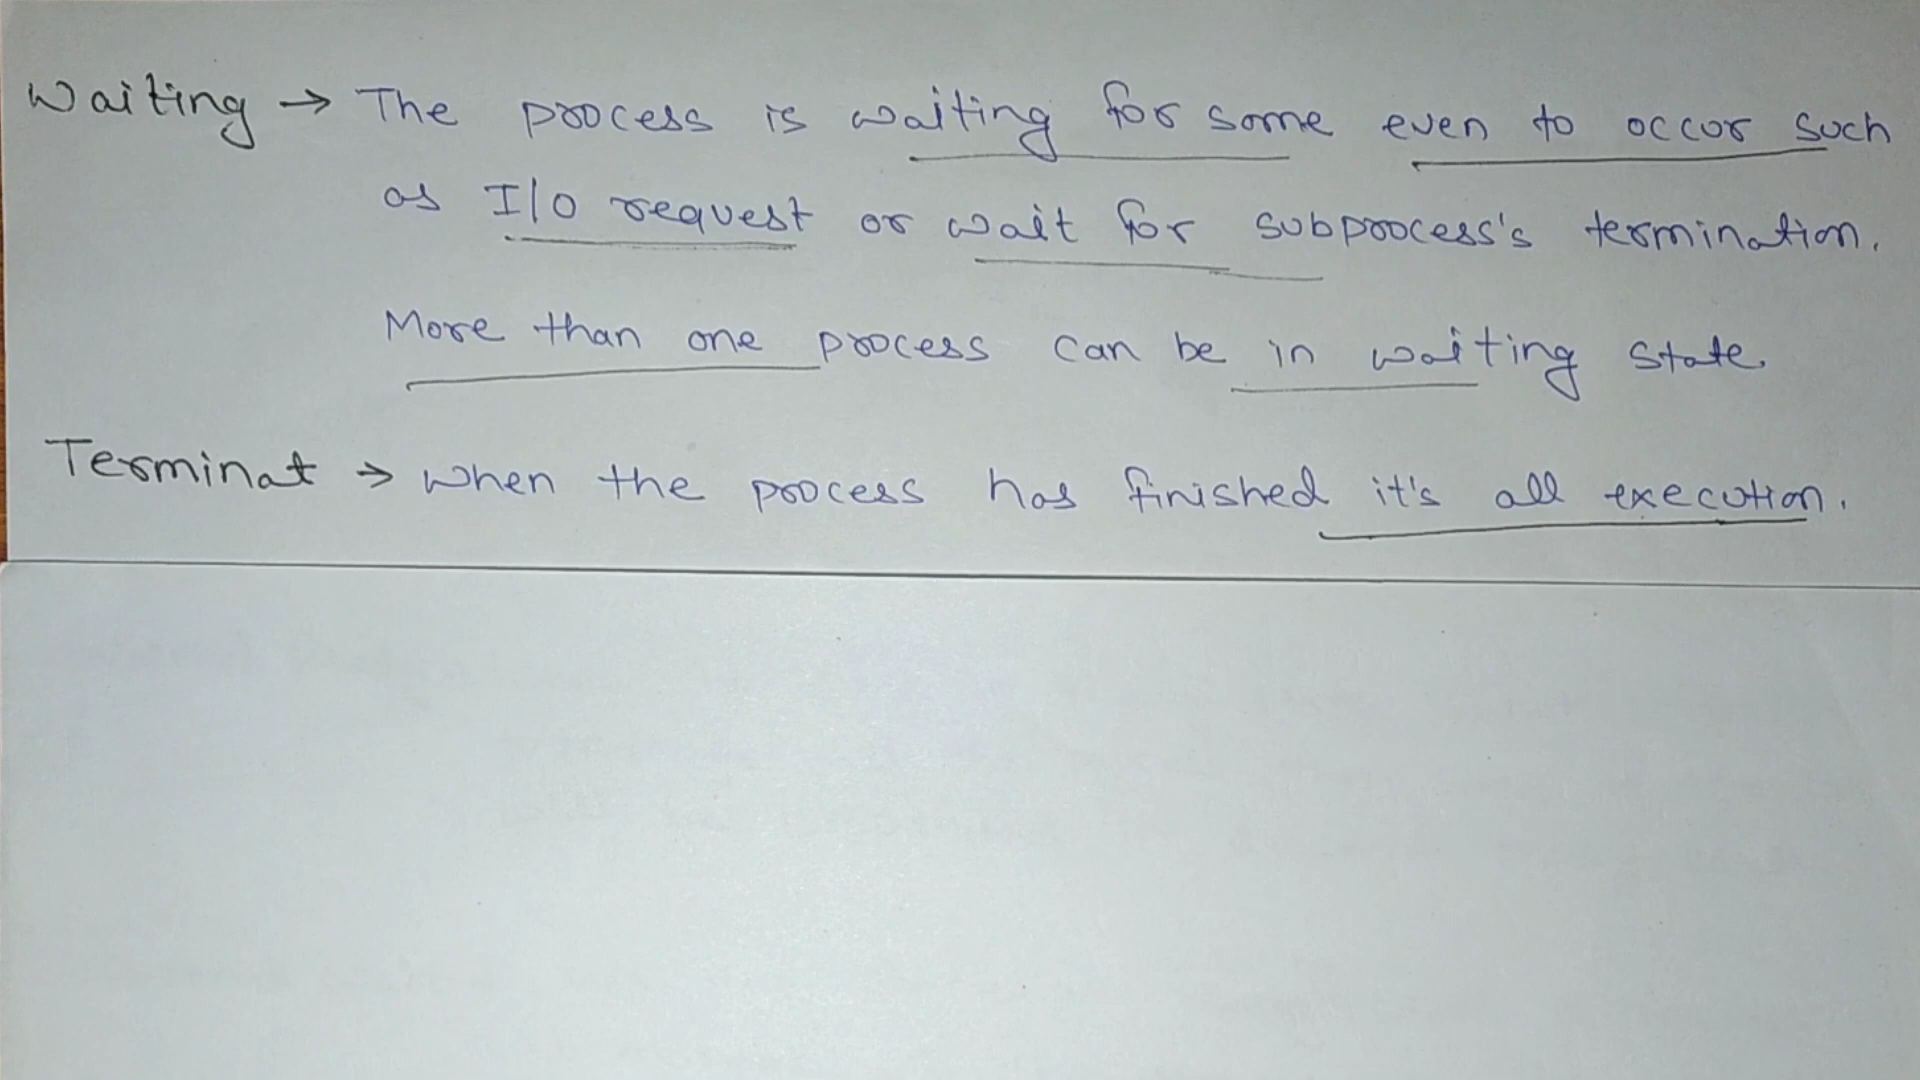 Waiting → The process is waiting for some even to occur such
as I/O request or wait for subprocess's termination.
More than one process can be in waiting state.
Terminat → When the process has finished it's all execution.